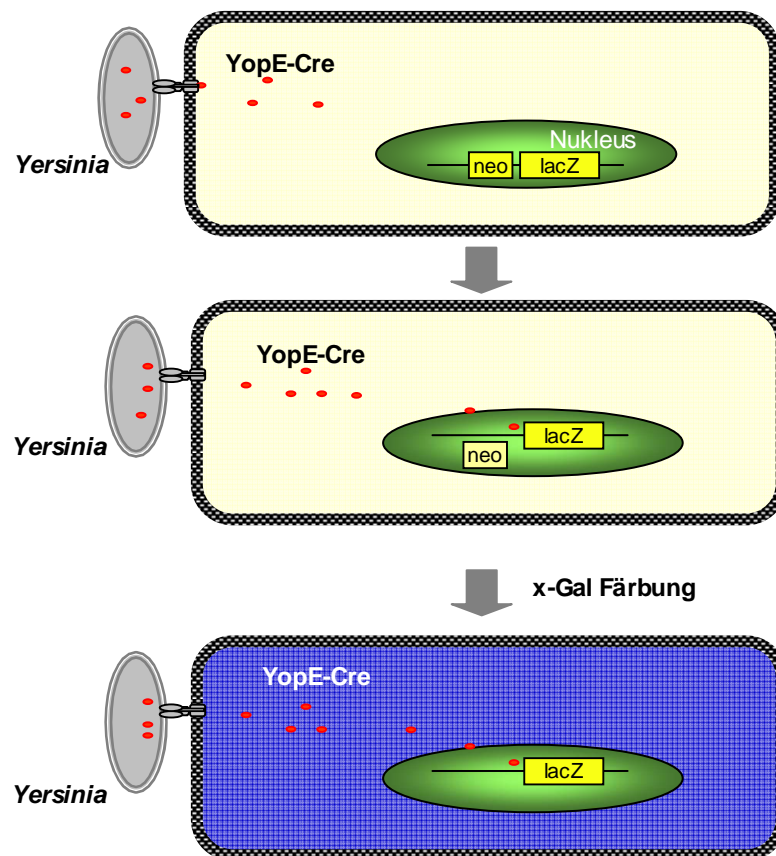 YopE-Cre
Nukleus
Yersinia
neo lacZ
YopE-Cre
lacZ
Yersinia
neo
x-Gal Färbung
YopE-Cre
lacZ
Yersinia